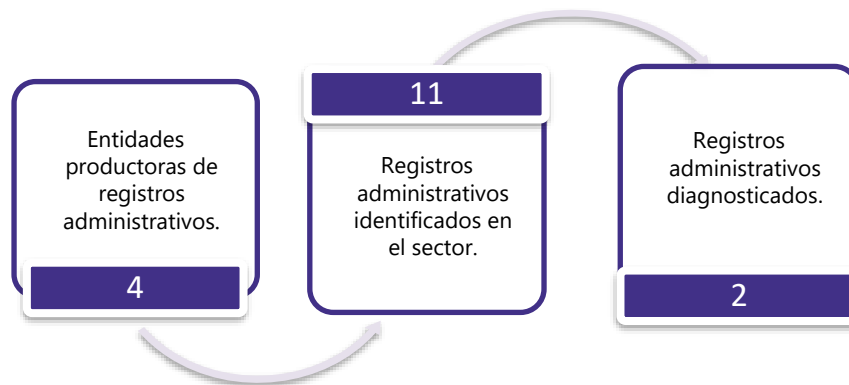 Entidades
productoras de
registros
administrativos.
4
11
Registros
administrativos
identificados en
el sector.
Registros
administrativos
diagnosticados.
2